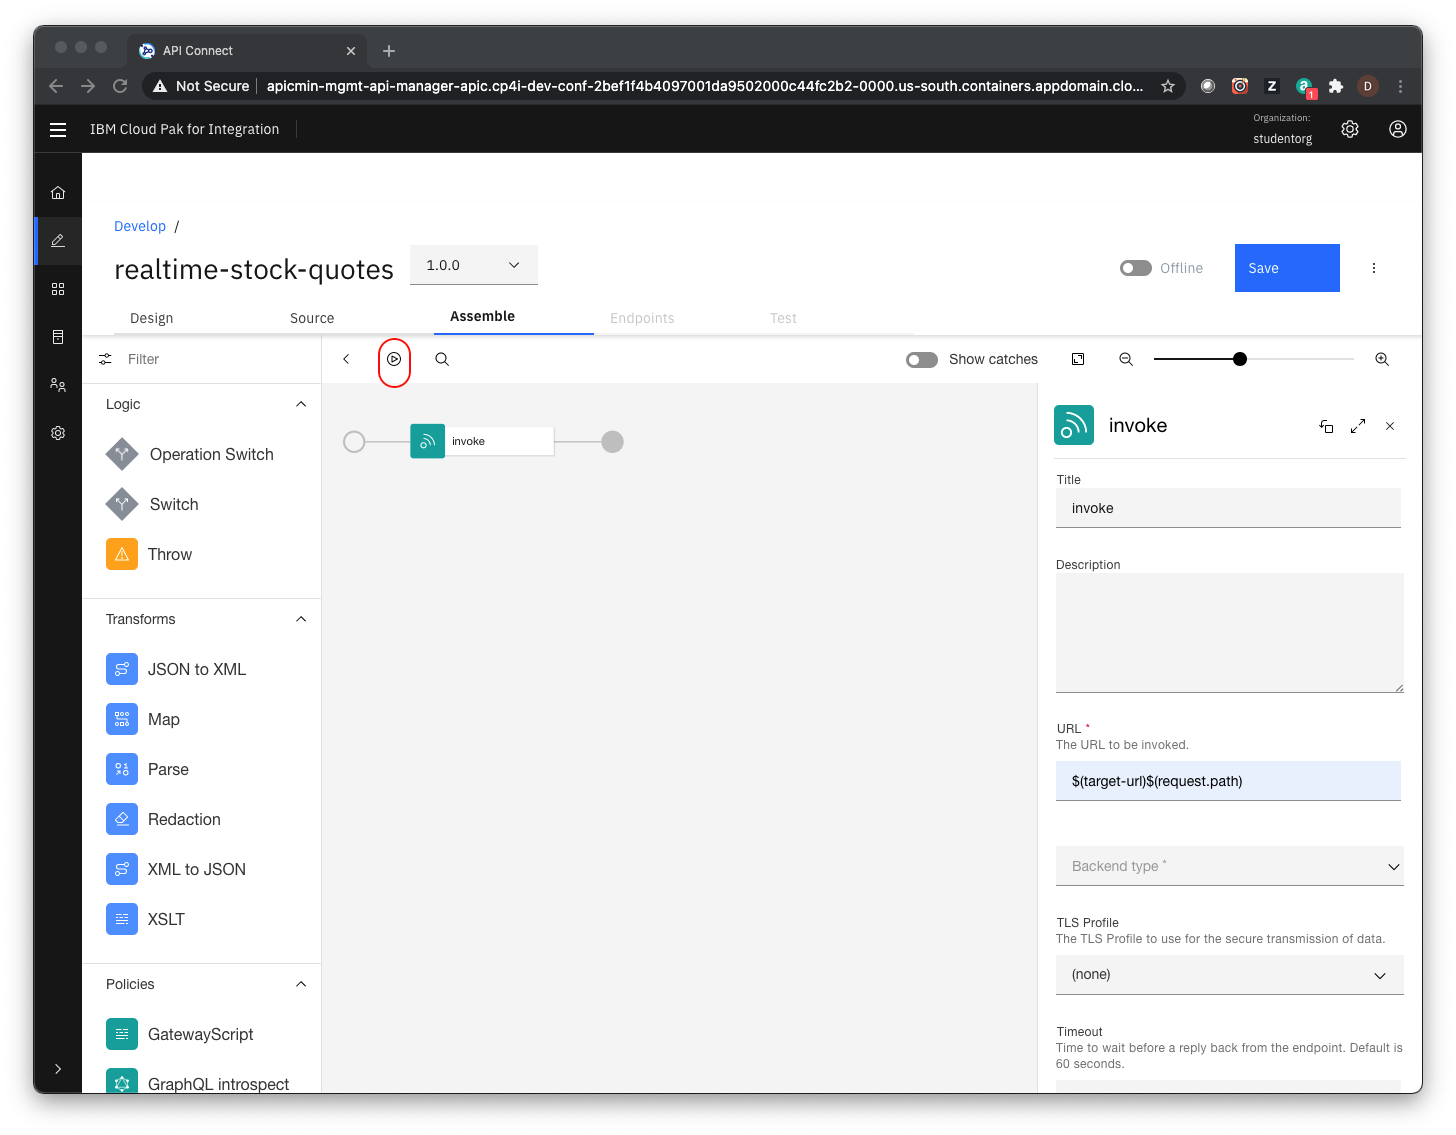 API Connect
Not Secure
apicmin-mgmt-api-manager-apic.cp4i-dev-conf-2bef1f4b4097001da9502000c44fc2b2-0000.us-south.containers.appdomain.clo...
Z
a
1
D
IBM Cloud Pak for Integration
Organization:
studentorg
Develop /
realtime-stock-quotes
1.0.0
Offline
Save
Design
Source
Assemble
Endpoints
Test
Filter
Show catches
Logic
Operation Switch
Switch
Throw
Transforms
JSON to XML
Map
Parse
Redaction
XML to JSON
XSLT
Policies
GatewayScript
GraphQL introspect
invoke
invoke
Title
invoke
Description
URL *
The URL to be invoked.
$(target-url)$(request.path)
Backend type *
TLS Profile
The TLS Profile to use for the secure transmission of data.
(none)
Timeout
Time to wait before a reply back from the endpoint. Default is
60 seconds.